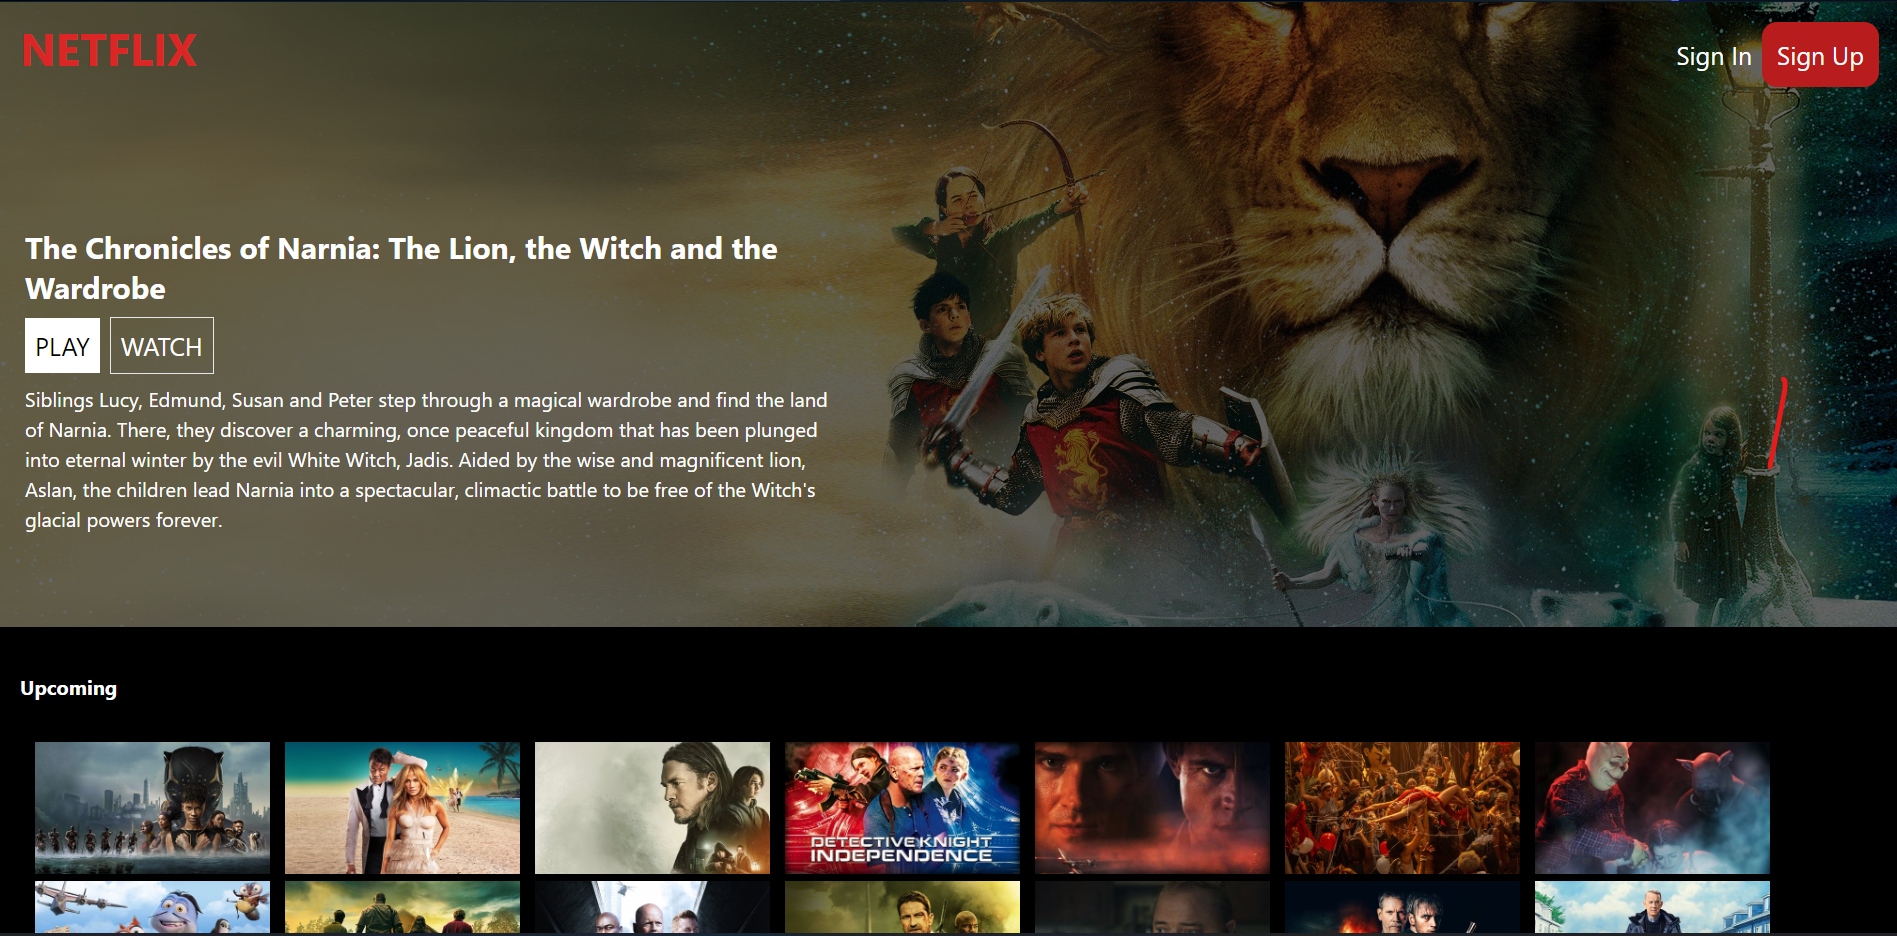 NETFLIX
Sign In
Sign Up
The Chronicles of Narnia: The Lion, the Witch and the
Wardrobe
PLAY
WATCH
Siblings Lucy, Edmund, Susan and Peter step through a magical wardrobe and find the land
of Narnia. There, they discover a charming, once peaceful kingdom that has been plunged
into eternal winter by the evil White Witch, Jadis. Aided by the wise and magnificent lion,
Aslan, the children lead Narnia into a spectacular, climactic battle to be free of the Witch's
glacial powers forever.
Upcoming
DETECTIVE KNIGHT
INDEPENDENCE